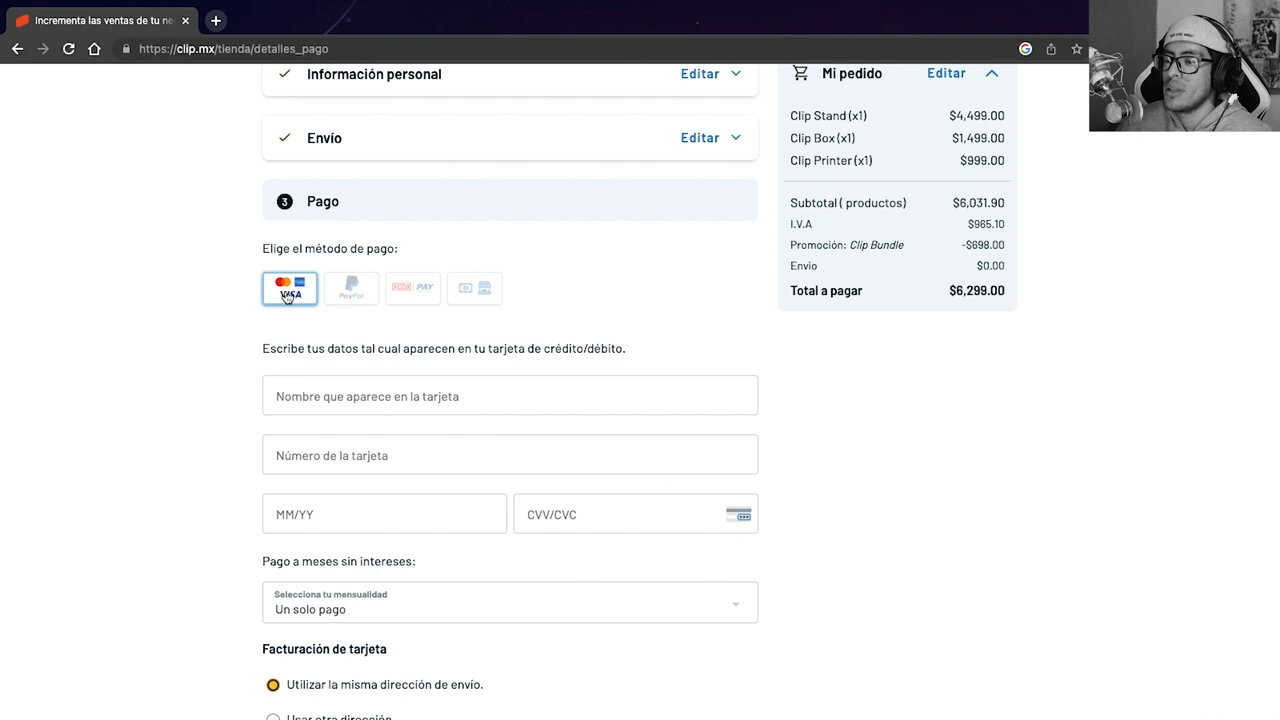 Incrementa las ventas de tu ne
https://clip.mx/tienda/detalles_pago
Información personal
Editar
Envío
Editar
3
Pago
Elige el método de pago:
VISA
PayPal
PAY
Escribe tus datos tal cual aparecen en tu tarjeta de crédito/débito.
Nombre que aparece en la tarjeta
Número de la tarjeta
MM/YY
CVV/CVC
Pago a meses sin intereses:
Selecciona tu mensualidad
Un solo pago
Facturación de tarjeta
Utilizar la misma dirección de envío.
Usar otra dirección
Mi pedido
Editar
Clip Stand (x1) $4,499.00
Clip Box (x1) $1,499.00
Clip Printer (x1) $999.00
Subtotal ( productos) $6,031.90
I.V.A $965.10
Promoción: Clip Bundle -$698.00
Envio $0.00
Total a pagar $6,299.00